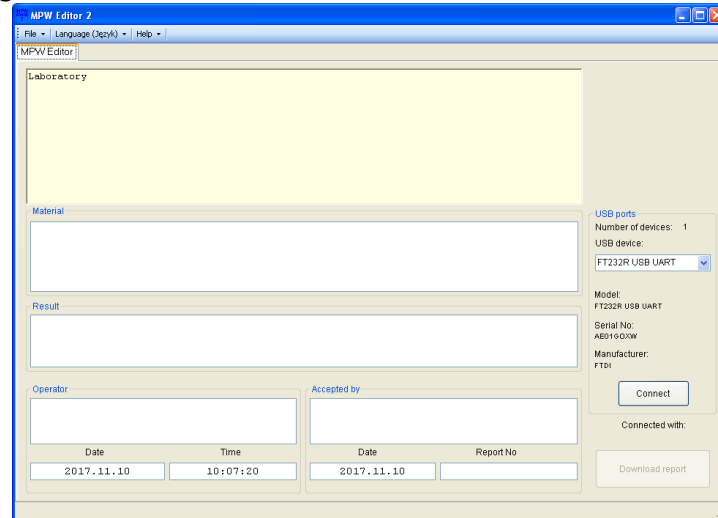 MPW Editor 2
File Language (Język) Help
MPW Editor
Laboratory
Material
Result
Operator
Accepted by
Date Time
Date Report No
2017.11.10 10:07:20
2017.11.10
USB ports
Number of devices: 1
USB device:
FT232R USB UART
Model:
FT232R USB UART
Serial No:
AE01GOXW
Manufacturer:
FTDI
Connect
Connected with:
Download report